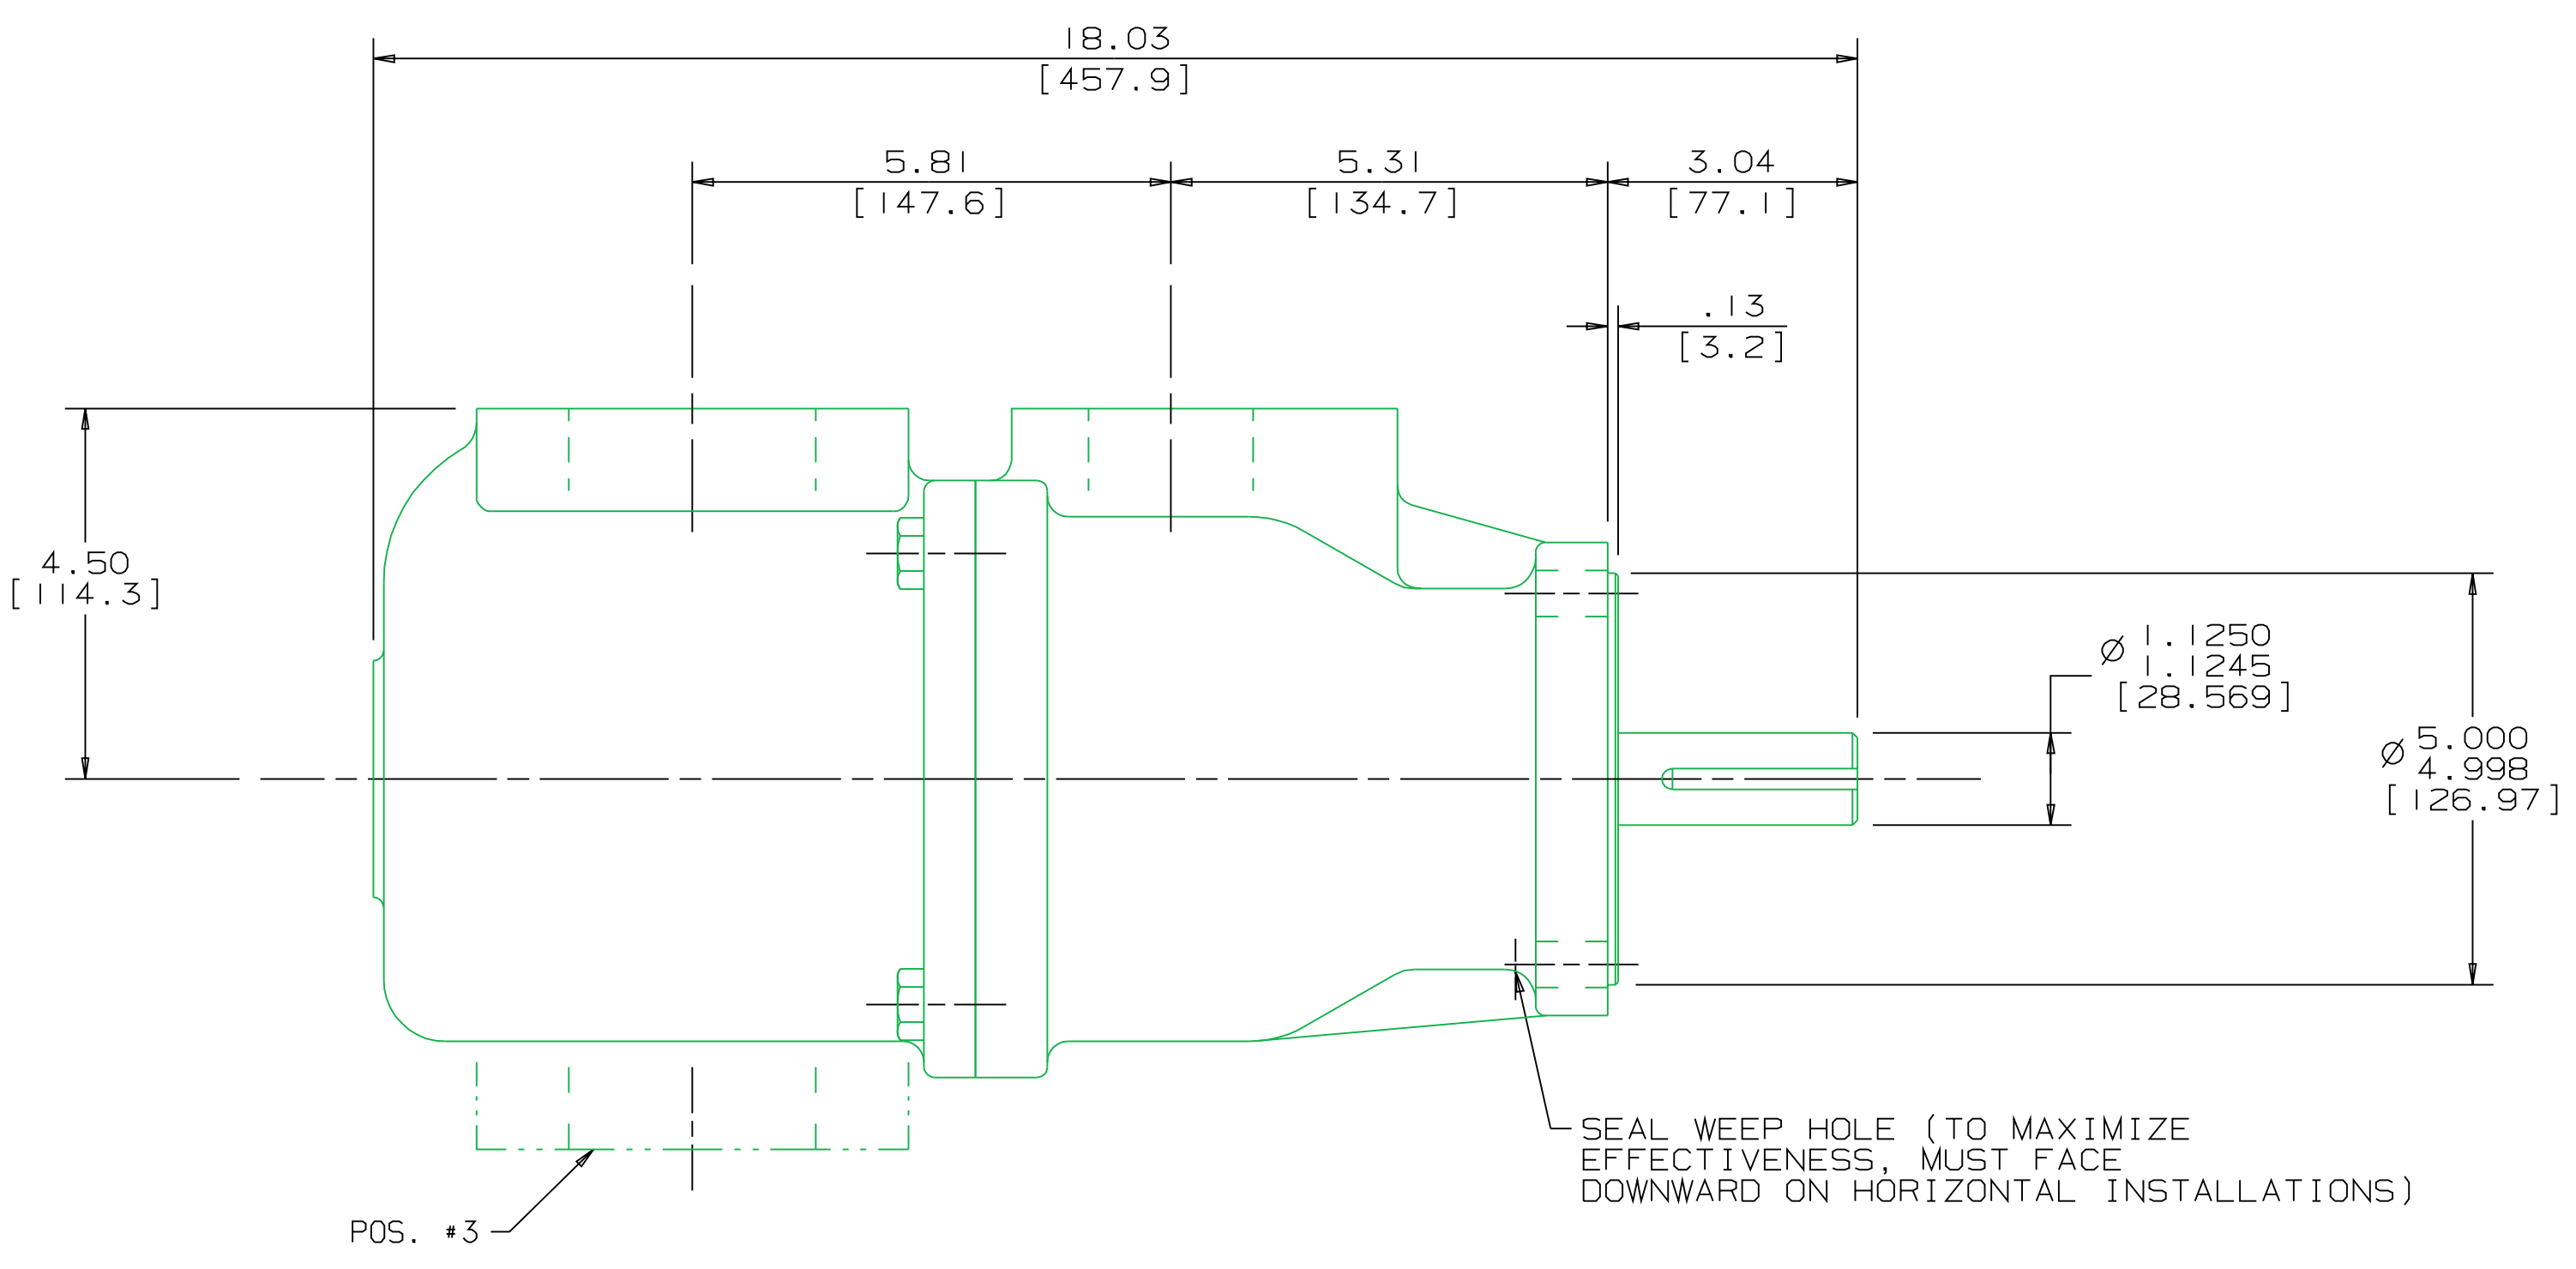 18.03
[457.9]
5.81
[147.6]
5.31
[134.7]
3.04
[77.1]
.13
[3.2]
4.50
[114.3]
Ø 1.1250
1.1245
[28.569]
Ø 5.000
4.998
[126.97]
SEAL WEEP HOLE (TO MAXIMIZE
EFFECTIVENESS, MUST FACE
DOWNWARD ON HORIZONTAL INSTALLATIONS)
POS. #3